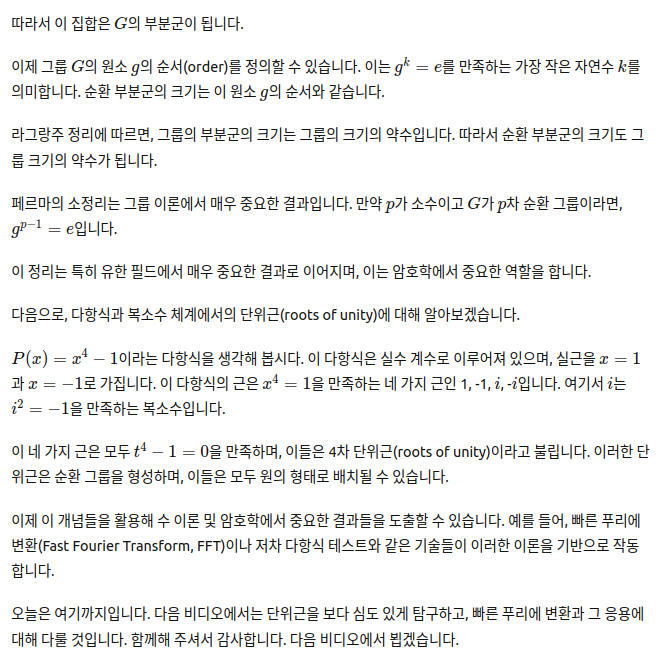 따라서 이 집합은 G의 부분군이 됩니다.
이제 그룹 G의 원소 g의 순서(order)를 정의할 수 있습니다. 이는 g^k = e를 만족하는 가장 작은 자연수 k를
의미합니다. 순환 부분군의 크기는 이 원소 g의 순서와 같습니다.
라그랑주 정리에 따르면, 그룹의 부분군의 크기는 그룹의 크기의 약수입니다. 따라서 순환 부분군의 크기도 그
룹 크기의 약수가 됩니다.
페르마의 소정리는 그룹 이론에서 매우 중요한 결과입니다. 만약 p가 소수이고 G가 p차 순환 그룹이라면,
g^{p−1} = e입니다.
이 정리는 특히 유한 필드에서 매우 중요한 결과로 이어지며, 이는 암호학에서 중요한 역할을 합니다.
다음으로, 다항식과 복소수 체계에서의 단위근(roots of unity)에 대해 알아보겠습니다.
P(x) = x^4 − 1이라는 다항식을 생각해 봅시다. 이 다항식은 실수 계수로 이루어져 있으며, 실근을 x = 1
과 x = −1로 가집니다. 이 다항식의 근은 x^4 = 1을 만족하는 네 가지 근인 1, -1, i, -i입니다. 여기서 i는
i^2 = −1을 만족하는 복소수입니다.
이 네 가지 근은 모두 t^4 − 1 = 0을 만족하며, 이들은 4차 단위근(roots of unity)이라고 불립니다. 이러한 단
위근은 순환 그룹을 형성하며, 이들은 모두 원의 형태로 배치될 수 있습니다.
이제 이 개념들을 활용해 수 이론 및 암호학에서 중요한 결과들을 도출할 수 있습니다. 예를 들어, 빠른 푸리에
변환(Fast Fourier Transform, FFT)이나 저차 다항식 테스트와 같은 기술들이 이러한 이론을 기반으로 작동
합니다.
오늘은 여기까지입니다. 다음 비디오에서는 단위근을 보다 심도 있게 탐구하고, 빠른 푸리에 변환과 그 응용에
대해 다룰 것입니다. 함께해 주셔서 감사합니다. 다음 비디오에서 뵙겠습니다.